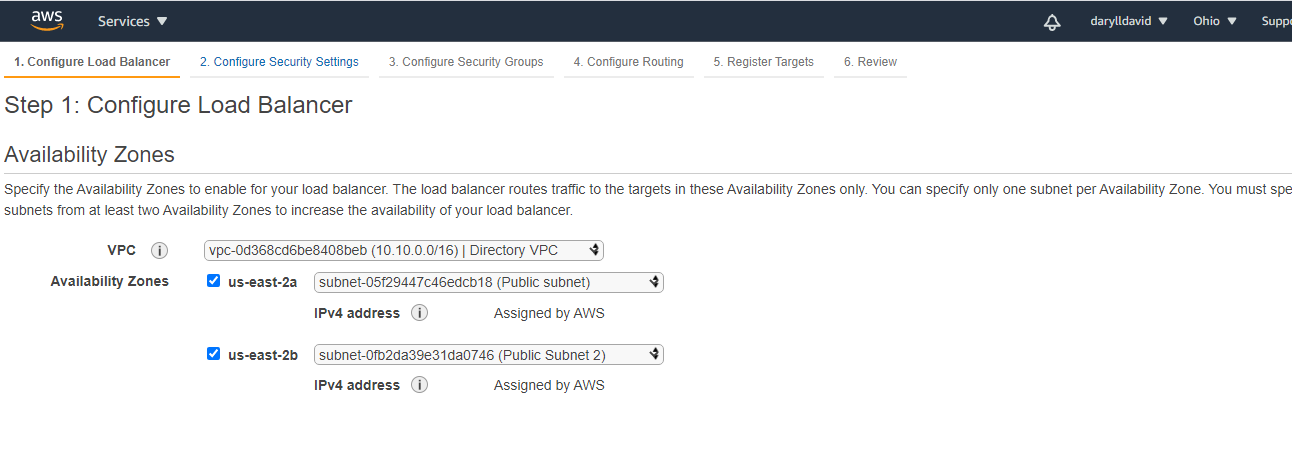 aws Services darylldavid Ohio Suppo
1. Configure Load Balancer 2. Configure Security Settings 3. Configure Security Groups 4. Configure Routing 5. Register Targets 6. Review
Step 1: Configure Load Balancer
Availability Zones
Specify the Availability Zones to enable for your load balancer. The load balancer routes traffic to the targets in these Availability Zones only. You can specify only one subnet per Availability Zone. You must spe
subnets from at least two Availability Zones to increase the availability of your load balancer.
VPC i vpc-0d368cd6be8408beb (10.10.0.0/16) | Directory VPC
Availability Zones us-east-2a subnet-05f29447c46edcb18 (Public subnet)
IPv4 address i Assigned by AWS
us-east-2b subnet-0fb2da39e31da0746 (Public Subnet 2)
IPv4 address i Assigned by AWS